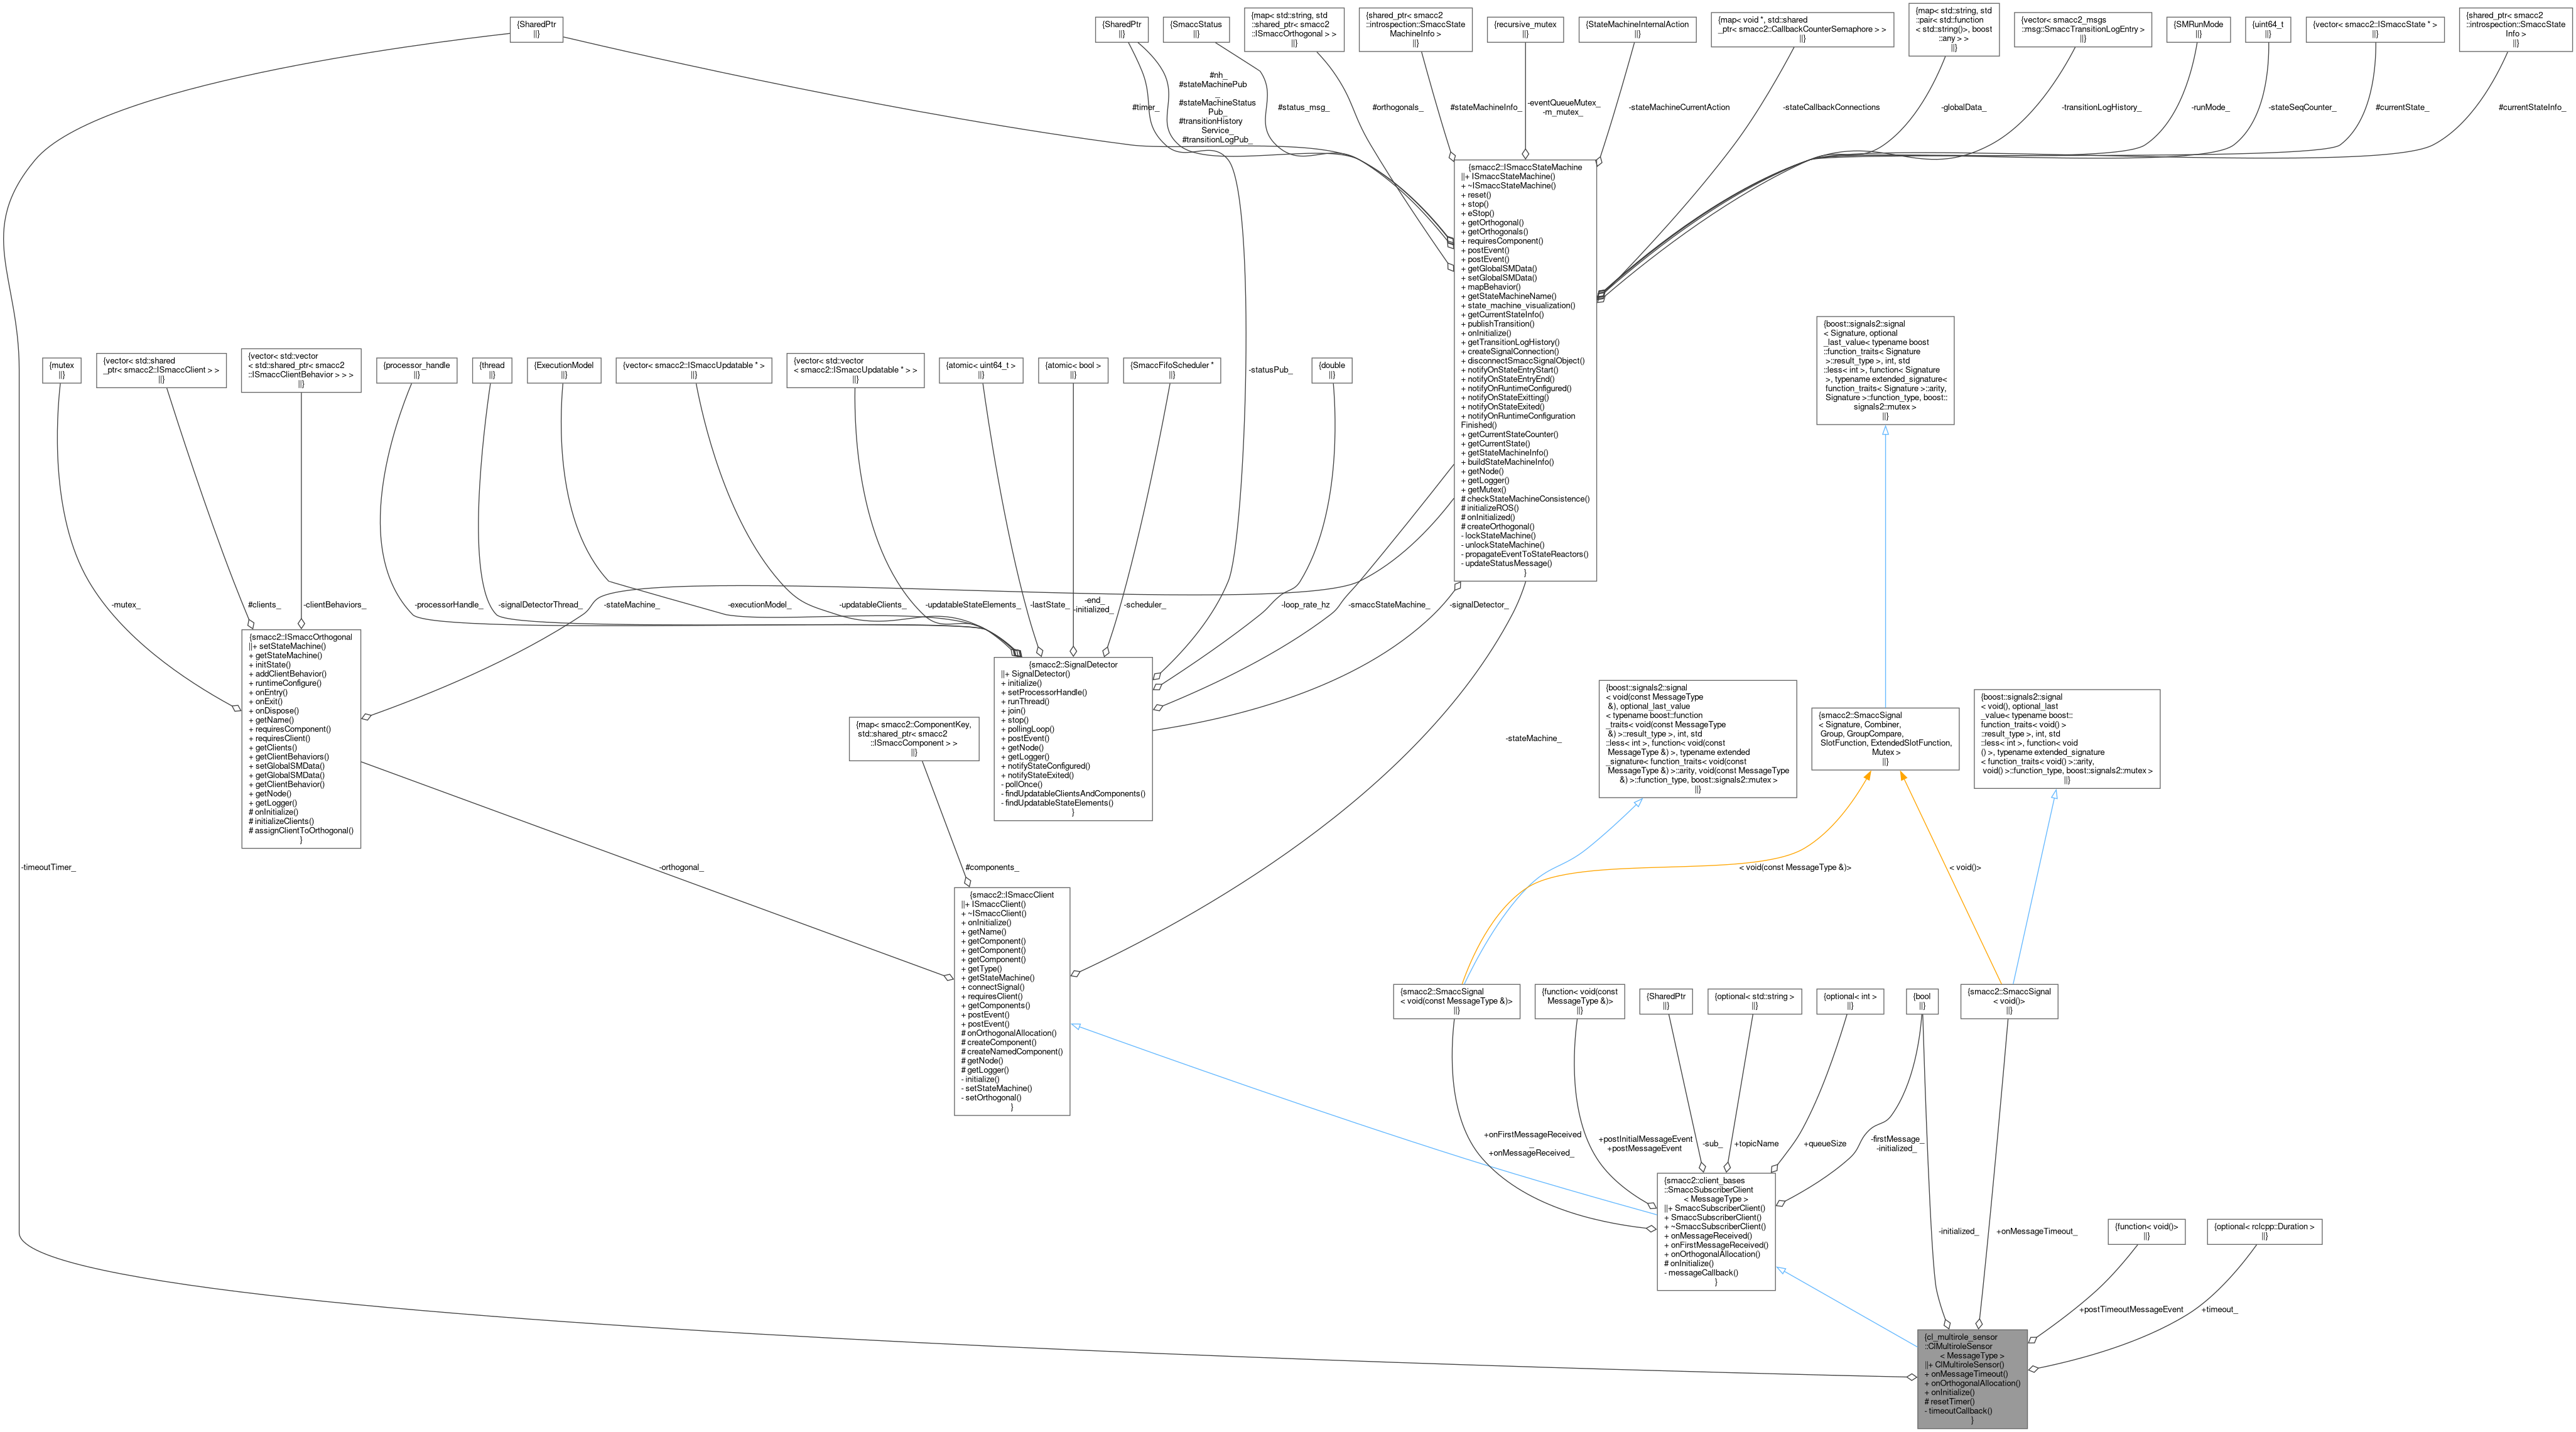 {SharedPtr
||}
{SharedPtr
||}
{SmaccStatus
||}
{map< std::string, std
::shared_ptr< smacc2
::ISmaccOrthogonal > >
||}
{shared_ptr< smacc2
::introspection::SmaccState
MachineInfo >
||}
{recursive_mutex
||}
{StateMachineInternalAction
||}
{map< void *, std::shared
_ptr< smacc2::CallbackCounterSemaphore > >
||}
{map< std::string, std
::pair< std::function
< std::string()>, boost
::any > >
||}
{vector< smacc2_msgs
::msg::SmaccTransitionLogEntry >
||}
{SMRunMode
||}
{uint64_t
||}
{vector< smacc2::ISmaccState * >
||}
{shared_ptr< smacc2
::introspection::SmaccState
Info >
||}
#timer_
#nh_
#stateMachinePub
_
#stateMachineStatus
Pub_
#transitionHistory
Service_
#transitionLogPub_
#status_msg_
#orthogonals_
#stateMachineInfo_
-eventQueueMutex_
-m_mutex_
-stateMachineCurrentAction
-stateCallbackConnections
-globalData_
-transitionLogHistory_
-runMode_
-stateSeqCounter_
#currentState_
#currentStateInfo_
{smacc2::ISmaccStateMachine
||+ ISmaccStateMachine()
+ ~ISmaccStateMachine()
+ reset()
+ stop()
+ eStop()
+ getOrthogonal()
+ getOrthogonals()
+ requiresComponent()
+ postEvent()
+ postEvent()
+ getGlobalSMData()
+ setGlobalSMData()
+ mapBehavior()
+ getStateMachineName()
+ state_machine_visualization()
+ getCurrentStateInfo()
+ publishTransition()
+ onInitialize()
+ getTransitionLogHistory()
+ createSignalConnection()
+ disconnectSmaccSignalObject()
+ notifyOnStateEntryStart()
+ notifyOnStateEntryEnd()
+ notifyOnRuntimeConfigured()
+ notifyOnStateExitting()
+ notifyOnStateExited()
+ notifyOnRuntimeConfiguration
Finished()
+ getCurrentStateCounter()
+ getCurrentState()
+ getStateMachineInfo()
+ buildStateMachineInfo()
+ getNode()
+ getLogger()
+ getMutex()
# checkStateMachineConsistence()
# initializeROS()
# onInitialized()
# createOrthogonal()
- lockStateMachine()
- unlockStateMachine()
- propagateEventToStateReactors()
- updateStatusMessage()
}
{boost::signals2::signal
< Signature, optional
_last_value< typename boost
::function_traits< Signature
>::result_type >, int, std
::less< int >, function< Signature
>, typename extended_signature<
function_traits< Signature >::arity,
Signature >::function_type, boost::
signals2::mutex >
||}
{mutex
||}
{vector< std::shared
_ptr< smacc2::ISmaccClient > >
||}
{vector< std::vector
< std::shared_ptr< smacc2
::ISmaccClientBehavior > > >
||}
{processor_handle
||}
{thread
||}
{ExecutionModel
||}
{vector< smacc2::ISmaccUpdatable * >
||}
{vector< std::vector
< smacc2::ISmaccUpdatable * > >
||}
{atomic< uint64_t >
||}
{atomic< bool >
||}
{SmaccFifoScheduler *
||}
-statusPub_
{double
||}
-mutex_
#clients_
-clientBehaviors_
-processorHandle_
-signalDetectorThread_
-stateMachine_
-executionModel_
-updatableClients_
-updatableStateElements_
-lastState_
-end_
-initialized_
-scheduler_
-loop_rate_hz
-smaccStateMachine_
-signalDetector_
{smacc2::ISmaccOrthogonal
||+ setStateMachine()
+ getStateMachine()
+ initState()
+ addClientBehavior()
+ runtimeConfigure()
+ onEntry()
+ onExit()
+ onDispose()
+ getName()
+ requiresComponent()
+ requiresClient()
+ getClients()
+ getClientBehaviors()
+ setGlobalSMData()
+ getGlobalSMData()
+ getClientBehavior()
+ getNode()
+ getLogger()
# onInitialize()
# initializeClients()
# assignClientToOrthogonal()
}
{smacc2::SignalDetector
||+ SignalDetector()
+ initialize()
+ setProcessorHandle()
+ runThread()
+ join()
+ stop()
+ pollingLoop()
+ postEvent()
+ getNode()
+ getLogger()
+ notifyStateConfigured()
+ notifyStateExited()
- pollOnce()
- findUpdatableClientsAndComponents()
- findUpdatableStateElements()
}
{map< smacc2::ComponentKey,
std::shared_ptr< smacc2
::ISmaccComponent > >
||}
-stateMachine_
{boost::signals2::signal
< void(const MessageType
&), optional_last_value
< typename boost::function
_traits< void(const MessageType
&) >::result_type >, int, std
::less< int >, function< void(const
MessageType &) >, typename extended
_signature< function_traits< void(const
MessageType &) >::arity, void(const MessageType
&) >::function_type, boost::signals2::mutex >
||}
{smacc2::SmaccSignal
< Signature, Combiner,
Group, GroupCompare,
SlotFunction, ExtendedSlotFunction,
Mutex >
||}
{boost::signals2::signal
< void(), optional_last
_value< typename boost::
function_traits< void() >
::result_type >, int, std
::less< int >, function< void
() >, typename extended_signature
< function_traits< void() >::arity,
void() >::function_type, boost::signals2::mutex >
||}
-timeoutTimer_
-orthogonal_
#components_
< void(const MessageType &)>
< void()>
{smacc2::ISmaccClient
||+ ISmaccClient()
+ ~ISmaccClient()
+ onInitialize()
+ getName()
+ getComponent()
+ getComponent()
+ getComponent()
+ getType()
+ getStateMachine()
+ connectSignal()
+ requiresClient()
+ getComponents()
+ postEvent()
+ postEvent()
# onOrthogonalAllocation()
# createComponent()
# createNamedComponent()
# getNode()
# getLogger()
- initialize()
- setStateMachine()
- setOrthogonal()
}
{smacc2::SmaccSignal
< void(const MessageType &)>
||}
{function< void(const
MessageType &)>
||}
{SharedPtr
||}
{optional< std::string >
||}
{optional< int >
||}
{bool
||}
{smacc2::SmaccSignal
< void()>
||}
+onFirstMessageReceived
_
+onMessageReceived_
+postInitialMessageEvent
+postMessageEvent
-sub_
+topicName
+queueSize
-firstMessage_
-initialized_
{smacc2::client_bases
::SmaccSubscriberClient
< MessageType >
||+ SmaccSubscriberClient()
+ SmaccSubscriberClient()
+ ~SmaccSubscriberClient()
+ onMessageReceived()
+ onFirstMessageReceived()
+ onOrthogonalAllocation()
# onInitialize()
- messageCallback()
}
-initialized_
+onMessageTimeout_
{function< void()>
||}
{optional< rclcpp::Duration >
||}
+postTimeoutMessageEvent
+timeout_
{cl_multirole_sensor
::ClMultiroleSensor
< MessageType >
||+ ClMultiroleSensor()
+ onMessageTimeout()
+ onOrthogonalAllocation()
+ onInitialize()
# resetTimer()
- timeoutCallback()
}